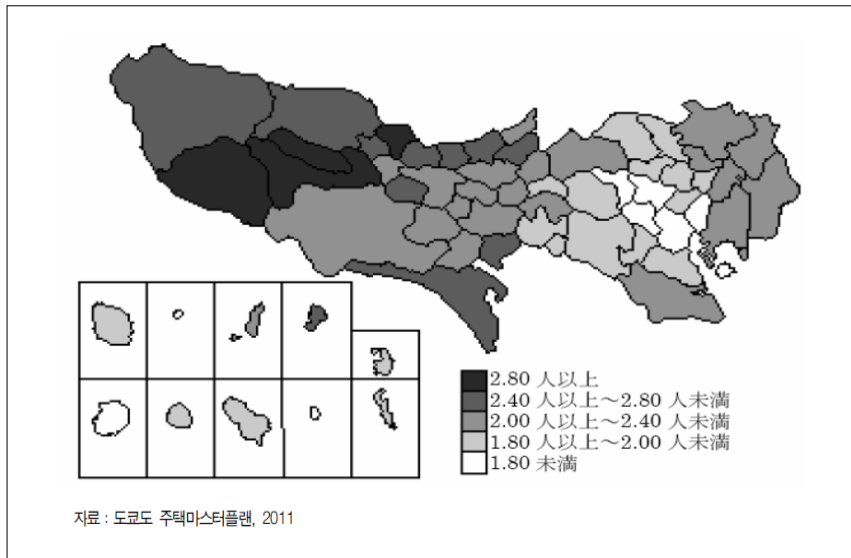 2.80 人以上
2.40 人以上～2.80 人未満
2.00 人以上～2.40 人未満
1.80 人以上～2.00 人未満
1.80 未満
자료 : 도쿄도 주택마스터플랜, 2011